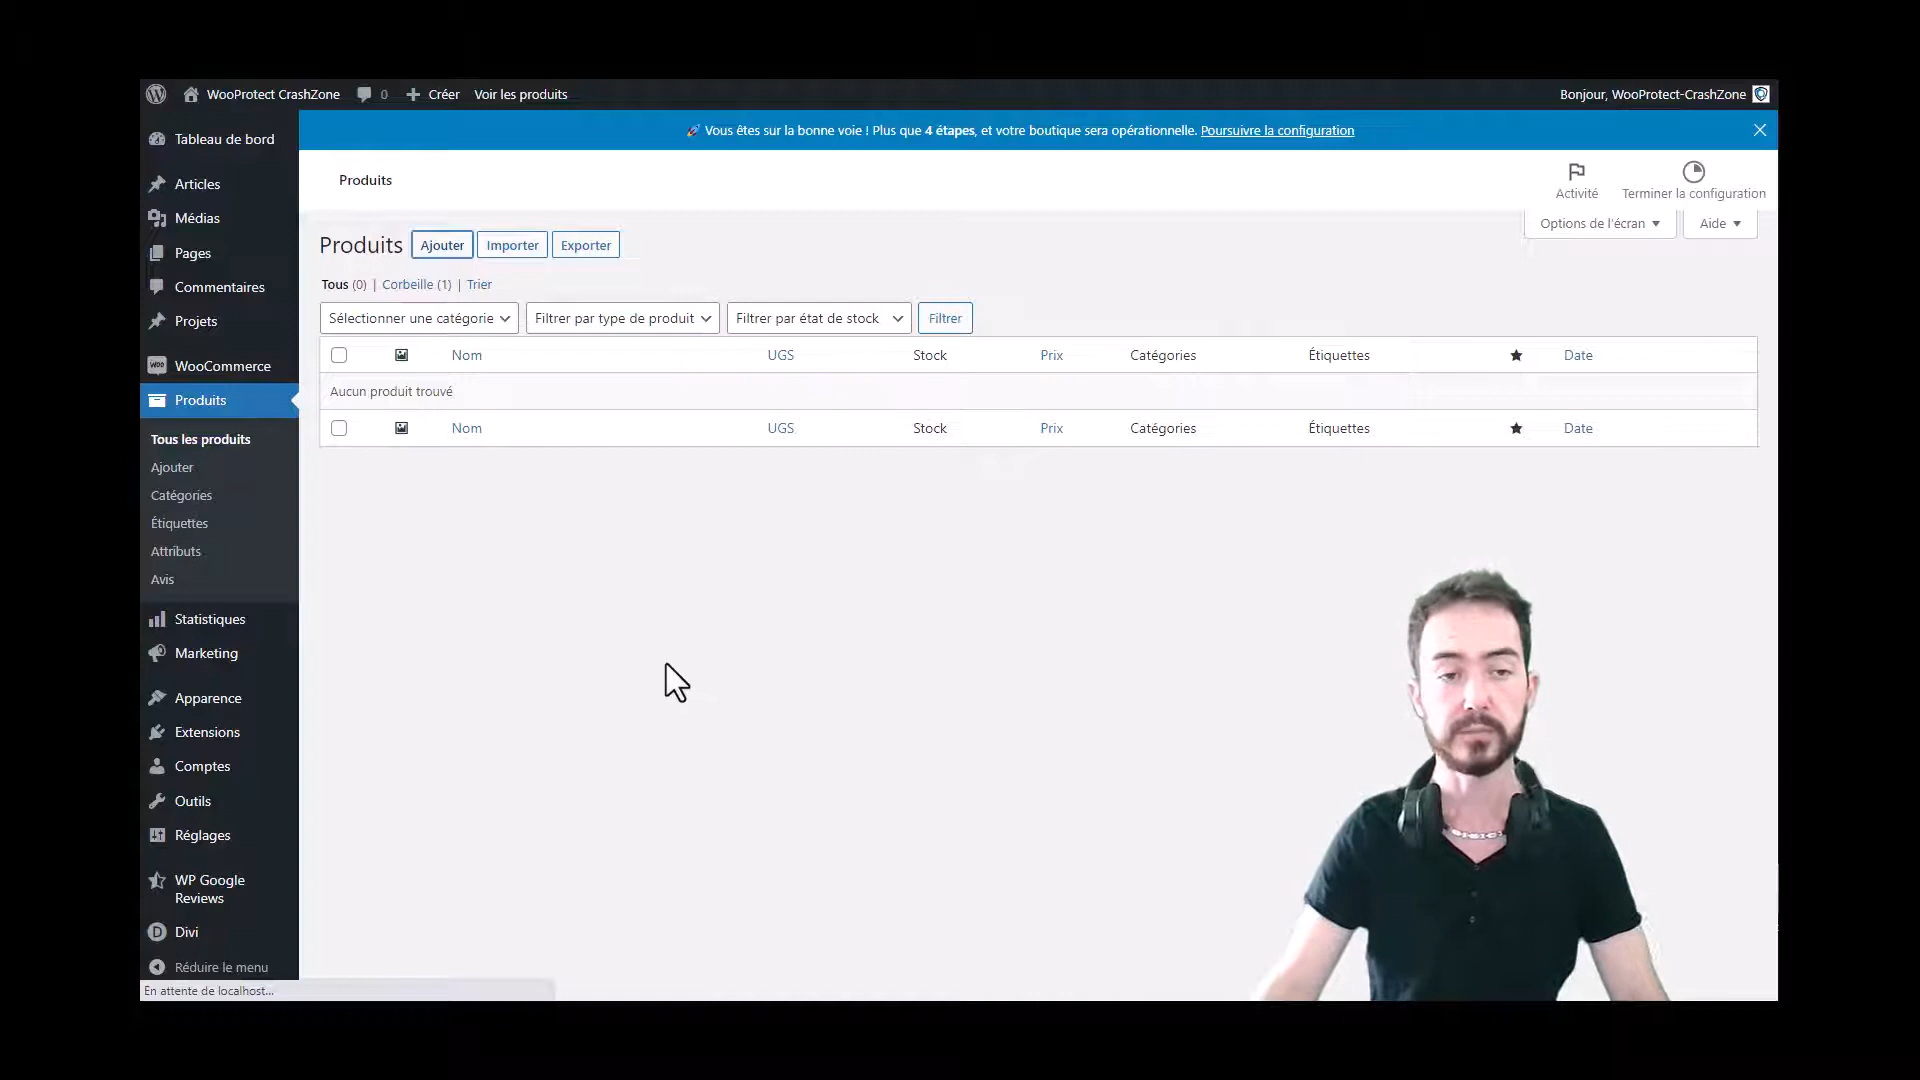 WooProtect CrashZone 0 Créer Voir les produits Bonjour, WooProtect-CrashZone
🚀 Vous êtes sur la bonne voie ! Plus que 4 étapes, et votre boutique sera opérationnelle. Poursuivre la configuration
Tableau de bord
Articles
Médias
Pages
Commentaires
Projets
WOO WooCommerce
Produits
Tous les produits
Ajouter
Catégories
Étiquettes
Attributs
Avis
Statistiques
Marketing
Apparence
Extensions
Comptes
Outils
Réglages
WP Google
Reviews
D Divi
Réduire le menu
En attente de localhost...
Produits
Activité
Terminer la configuration
Options de l'écran
Aide
Produits Ajouter Importer Exporter
Tous (0) | Corbeille (1) | Trier
Sélectionner une catégorie Filtrer par type de produit Filtrer par état de stock Filtrer
Nom UGS Stock Prix Catégories Étiquettes Date
Aucun produit trouvé
Nom UGS Stock Prix Catégories Étiquettes Date